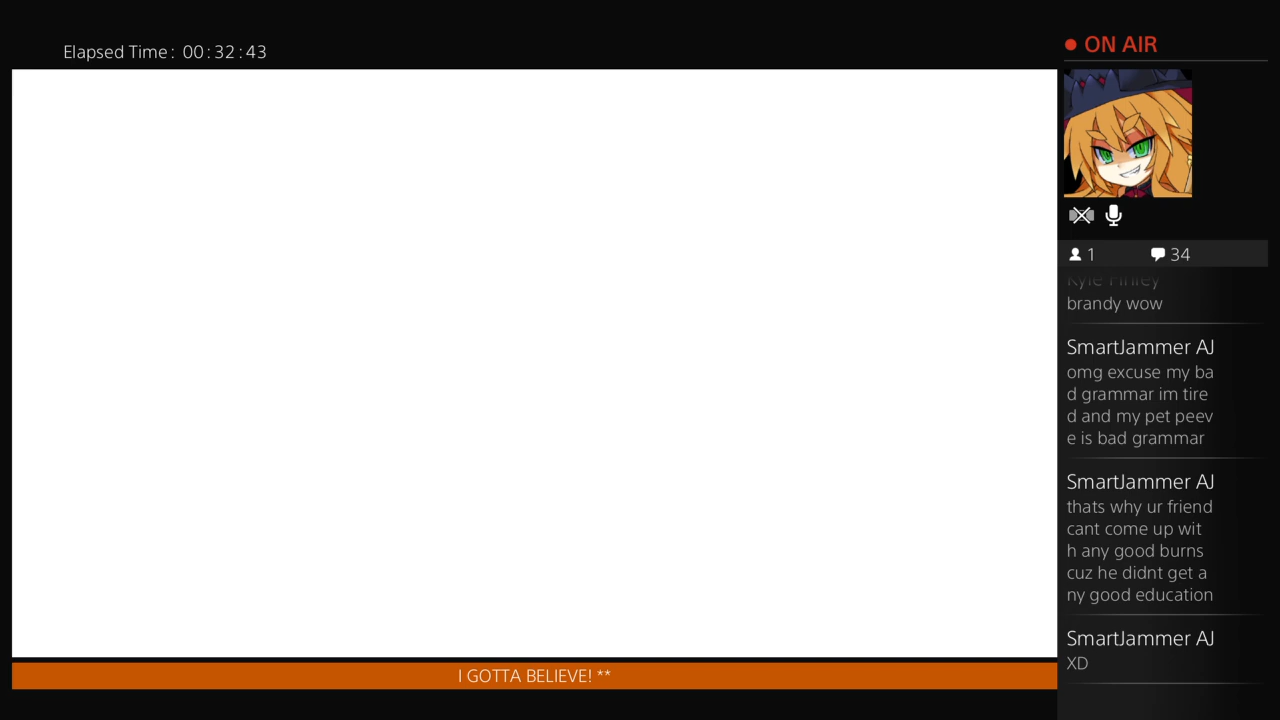 Elapsed Time: 00:32:43
ON AIR
1
34
Kyle Finley
brandy wow
SmartJammer AJ
omg excuse my ba
d grammar im tire
d and my pet peev
e is bad grammar
SmartJammer AJ
thats why ur friend
cant come up wit
h any good burns
cuz he didnt get a
ny good education
SmartJammer AJ
XD
I GOTTA BELIEVE! **